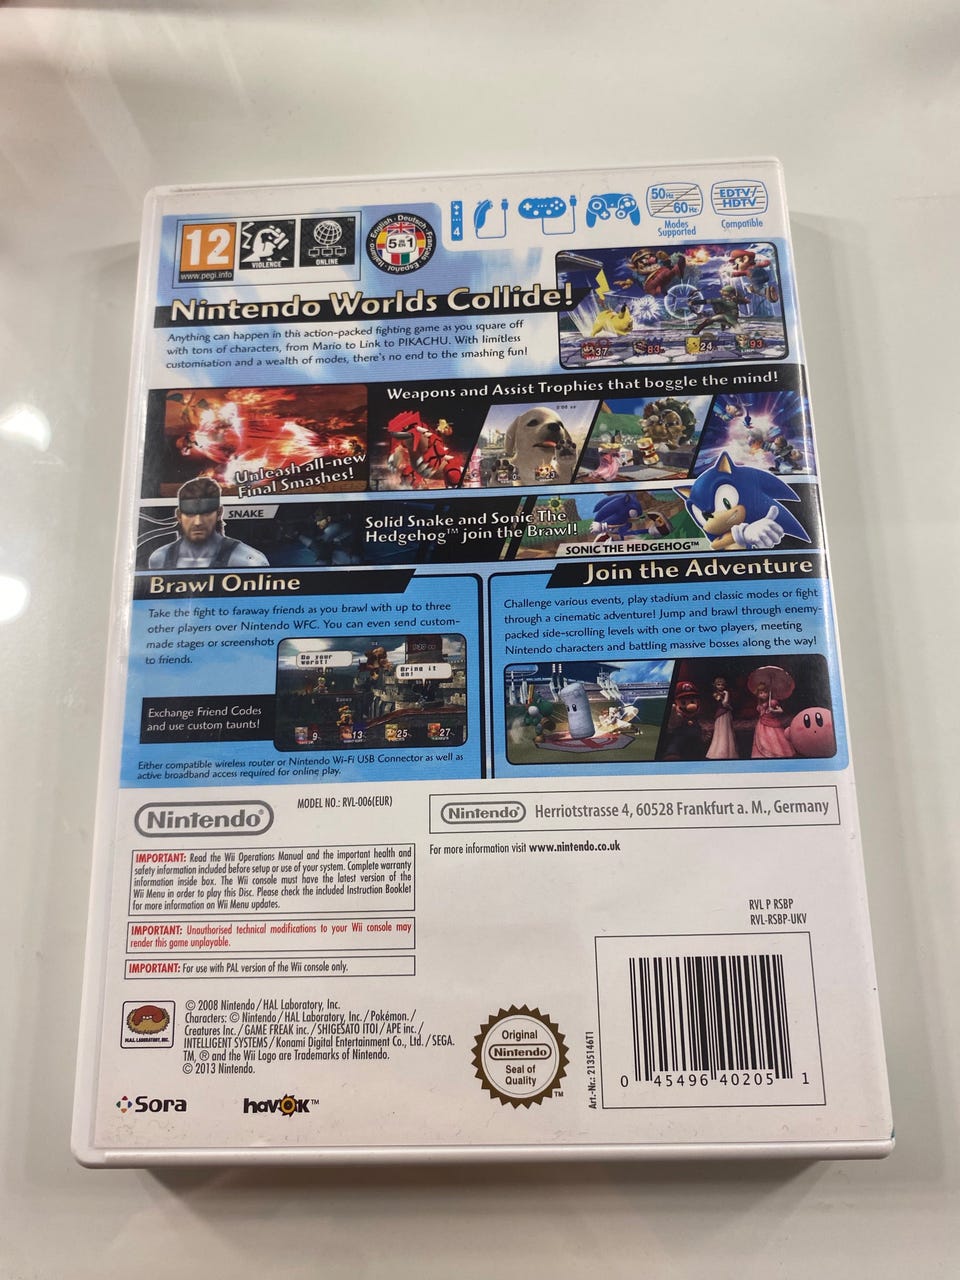 12
www.pegi.info
VIOLENCE
ONLINE
English · Deutsch · Français · Español · Italiano
5 in 1
4
50Hz
60Hz
Modes
Supported
EDTV/
HDTV
Compatible
Nintendo Worlds Collide!
Anything can happen in this action-packed fighting game as you square off
with tons of characters, from Mario to Link to PIKACHU. With limitless
customisation and a wealth of modes, there's no end to the smashing fun!
37
83
24
93
Weapons and Assist Trophies that boggle the mind!
Unleash all-new
Final Smashes!
SNAKE
Solid Snake and Sonic The
Hedgehog™ join the Brawl!
SONIC THE HEDGEHOG™
Brawl Online
Take the fight to faraway friends as you brawl with up to three
other players over Nintendo WFC. You can even send custom-
made stages or screenshots
to friends.
Do your
worst!
Bring it
on!
9
13
25
27
Exchange Friend Codes
and use custom taunts!
Either compatible wireless router or Nintendo Wi-Fi USB Connector as well as
active broadband access required for online play.
Join the Adventure
Challenge various events, play stadium and classic modes or fight
through a cinematic adventure! Jump and brawl through enemy-
packed side-scrolling levels with one or two players, meeting
Nintendo characters and battling massive bosses along the way!
Nintendo®
MODEL NO.: RVL-006(EUR)
Nintendo® Herriotstrasse 4, 60528 Frankfurt a. M., Germany
For more information visit www.nintendo.co.uk
IMPORTANT: Read the Wii Operations Manual and the important health and
safety information included before setup or use of your system. Complete warranty
information inside box. The Wii console must have the latest version of the
Wii Menu in order to play this Disc. Please check the included Instruction Booklet
for more information on Wii Menu updates.
IMPORTANT: Unauthorised technical modifications to your Wii console may
render this game unplayable.
IMPORTANT: For use with PAL version of the Wii console only.
RVL P RSBP
RVL-RSBP-UKV
HAL LABORATORY, INC.
© 2008 Nintendo / HAL Laboratory, Inc.
Characters: © Nintendo / HAL Laboratory, Inc. / Pokémon. /
Creatures Inc. / GAME FREAK inc. / SHIGESATO ITOI / APE inc. /
INTELLIGENT SYSTEMS / Konami Digital Entertainment Co., Ltd. / SEGA.
TM, ® and the Wii Logo are Trademarks of Nintendo.
© 2013 Nintendo.
Sora
havok™
Original
Nintendo®
Seal of
Quality
TM
Art.-Nr.: 2135146T1
0 45496 40205 1